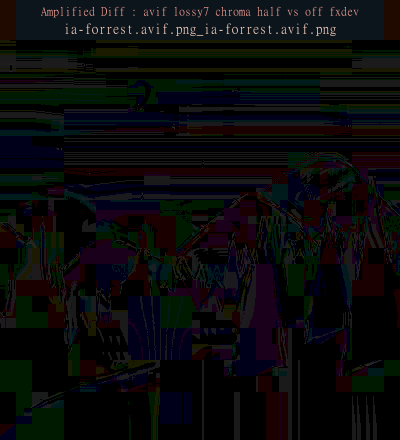 Amplified Diff : avif lossy7 chroma half vs off fxdev
ia-forrest.avif.png_ia-forrest.avif.png